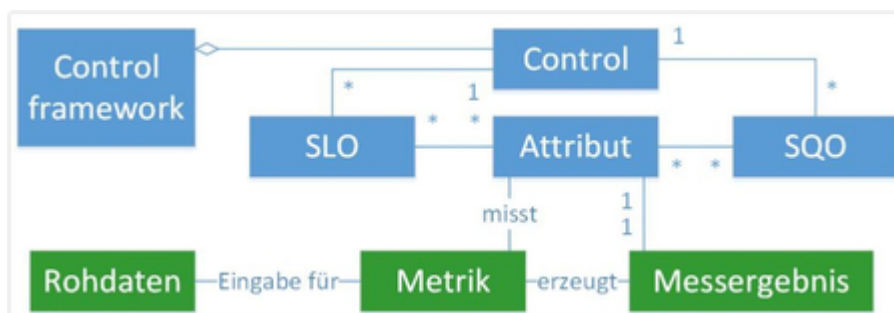 Control
framework
Control
1
*
1
*
SLO
*
*
Attribut
*
*
SQO
misst
1
1
Rohdaten
Eingabe für
Metrik
erzeugt
Messergebnis